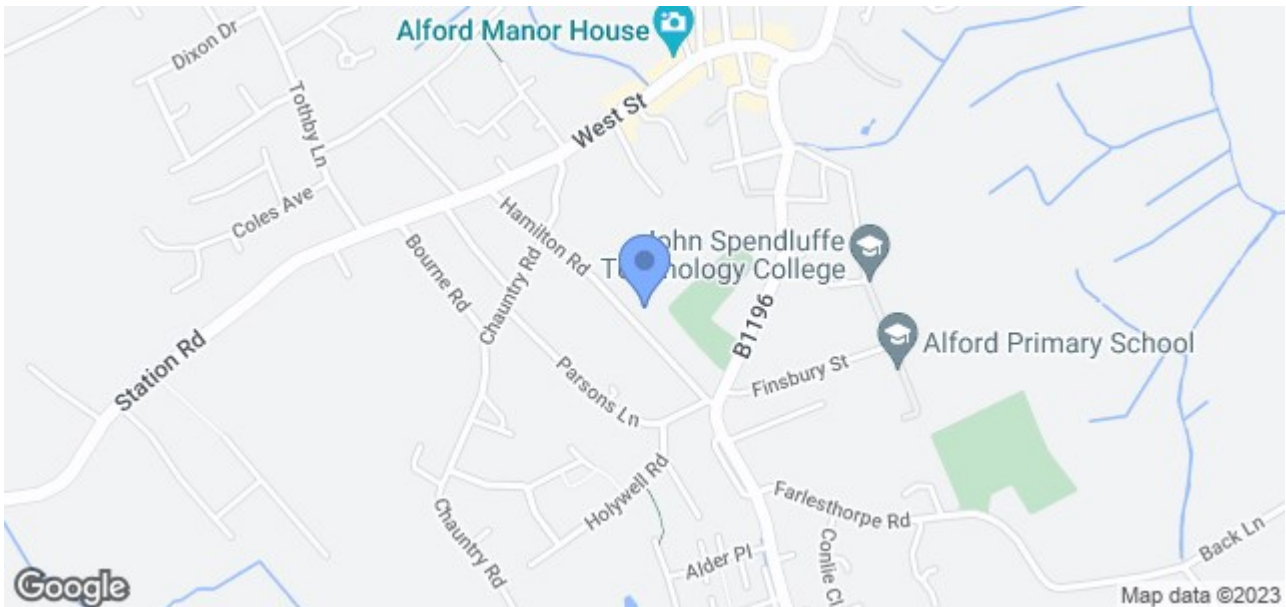 Alford Manor House
Dixon Dr
Tothby Ln
West St
Coles Ave
Hamilton Rd
Bourne Rd
Chauntry Rd
John Spendluffe
Technology College
B1196
Station Rd
Alford Primary School
Finsbury St
Parsons Ln
Holywell Rd
Farlesthorpe Rd
Chauntry Rd
Conlie Cl
Alder Pl
Back Ln
Google
Map data ©2023